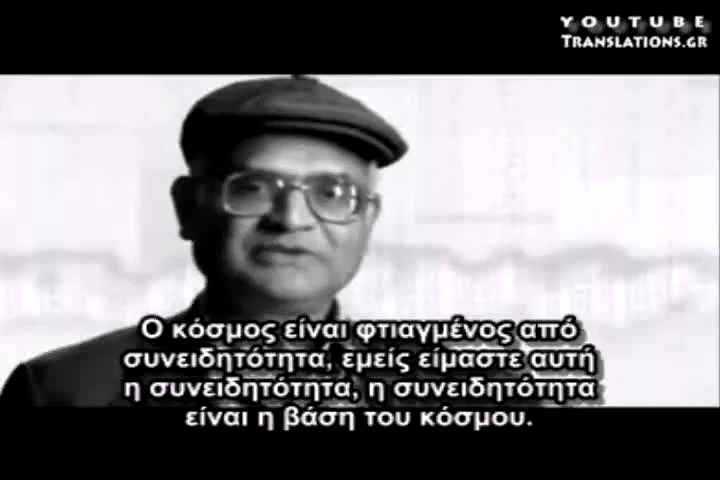 YOUTUBE
TRANSLATIONS.GR
Ο κόσμος είναι φτιαγμένος από
συνειδητότητα, εμείς είμαστε αυτή
η συνειδητότητα, η συνειδητότητα
είναι η βάση του κόσμου.